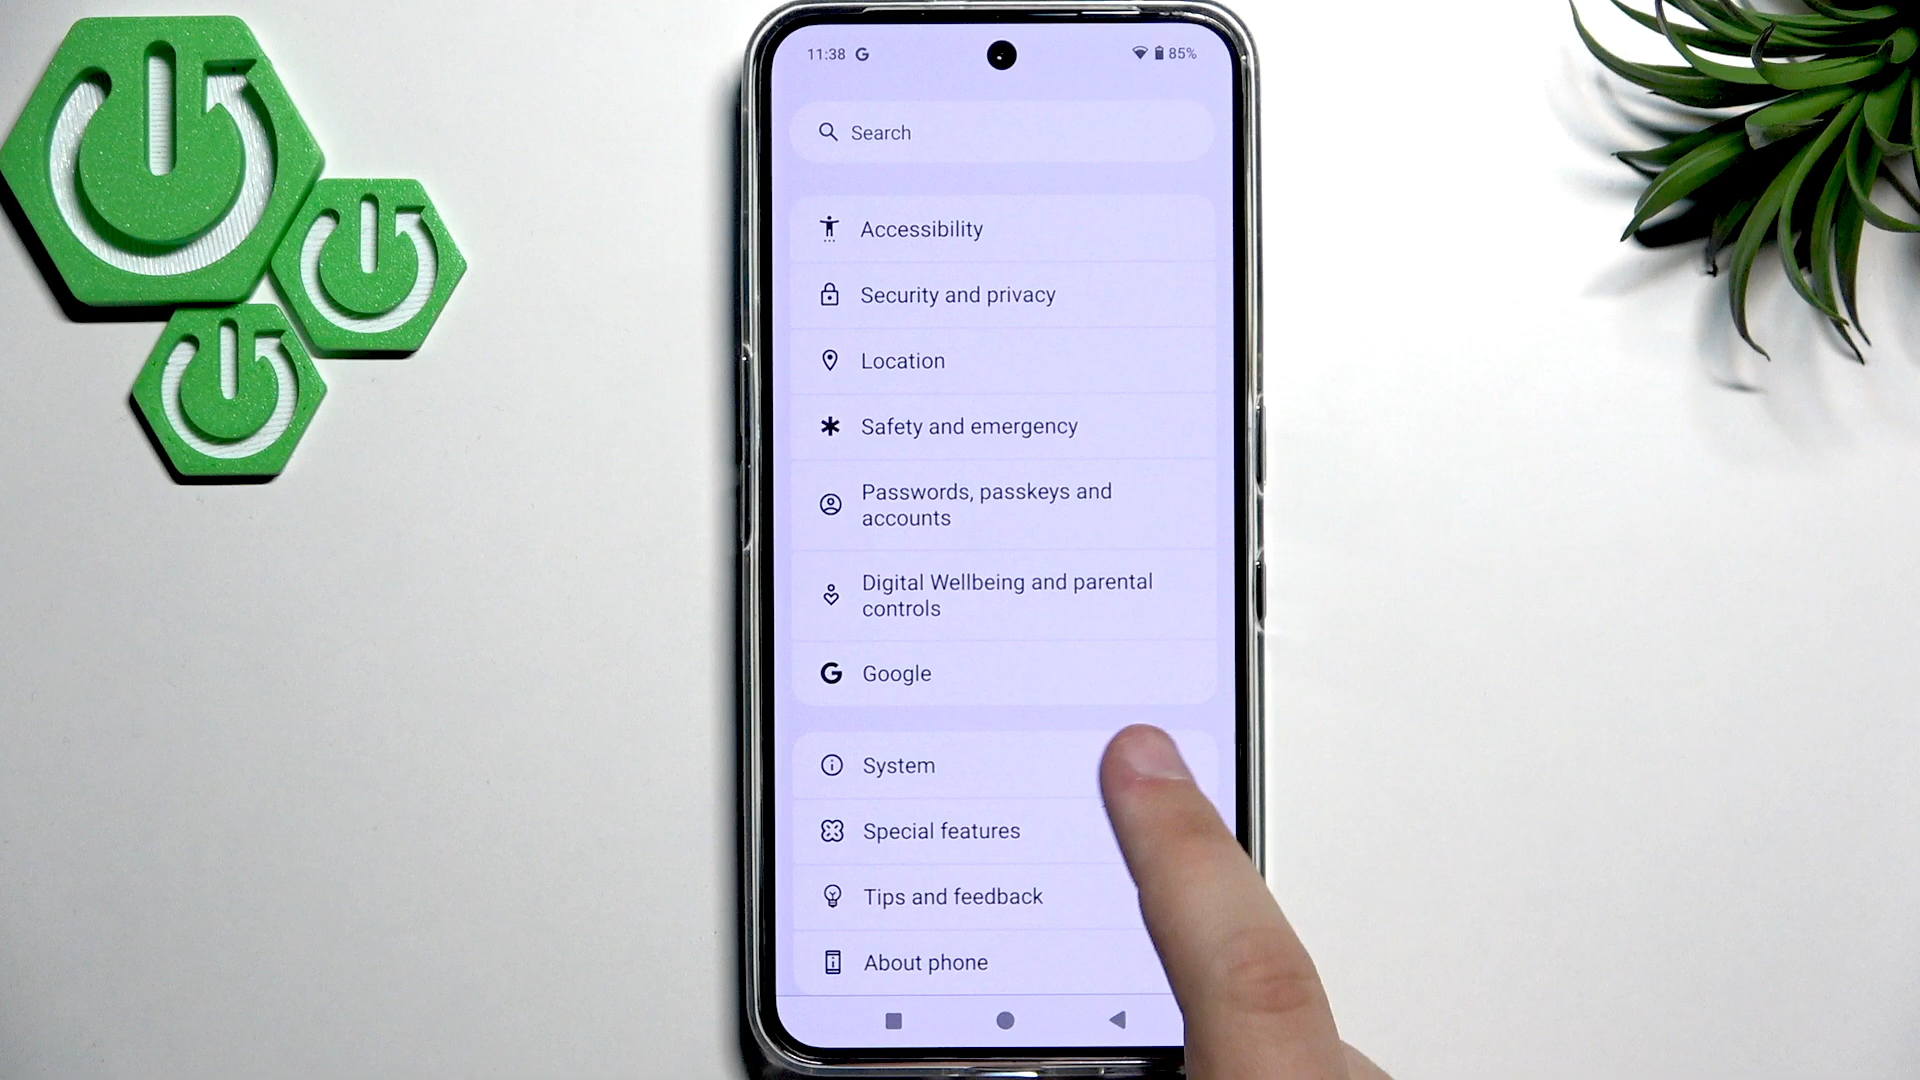 11:38 G 85%
Search
Accessibility
Security and privacy
Location
Safety and emergency
Passwords, passkeys and
accounts
Digital Wellbeing and parental
controls
G Google
System
Special features
Tips and feedback
About phone